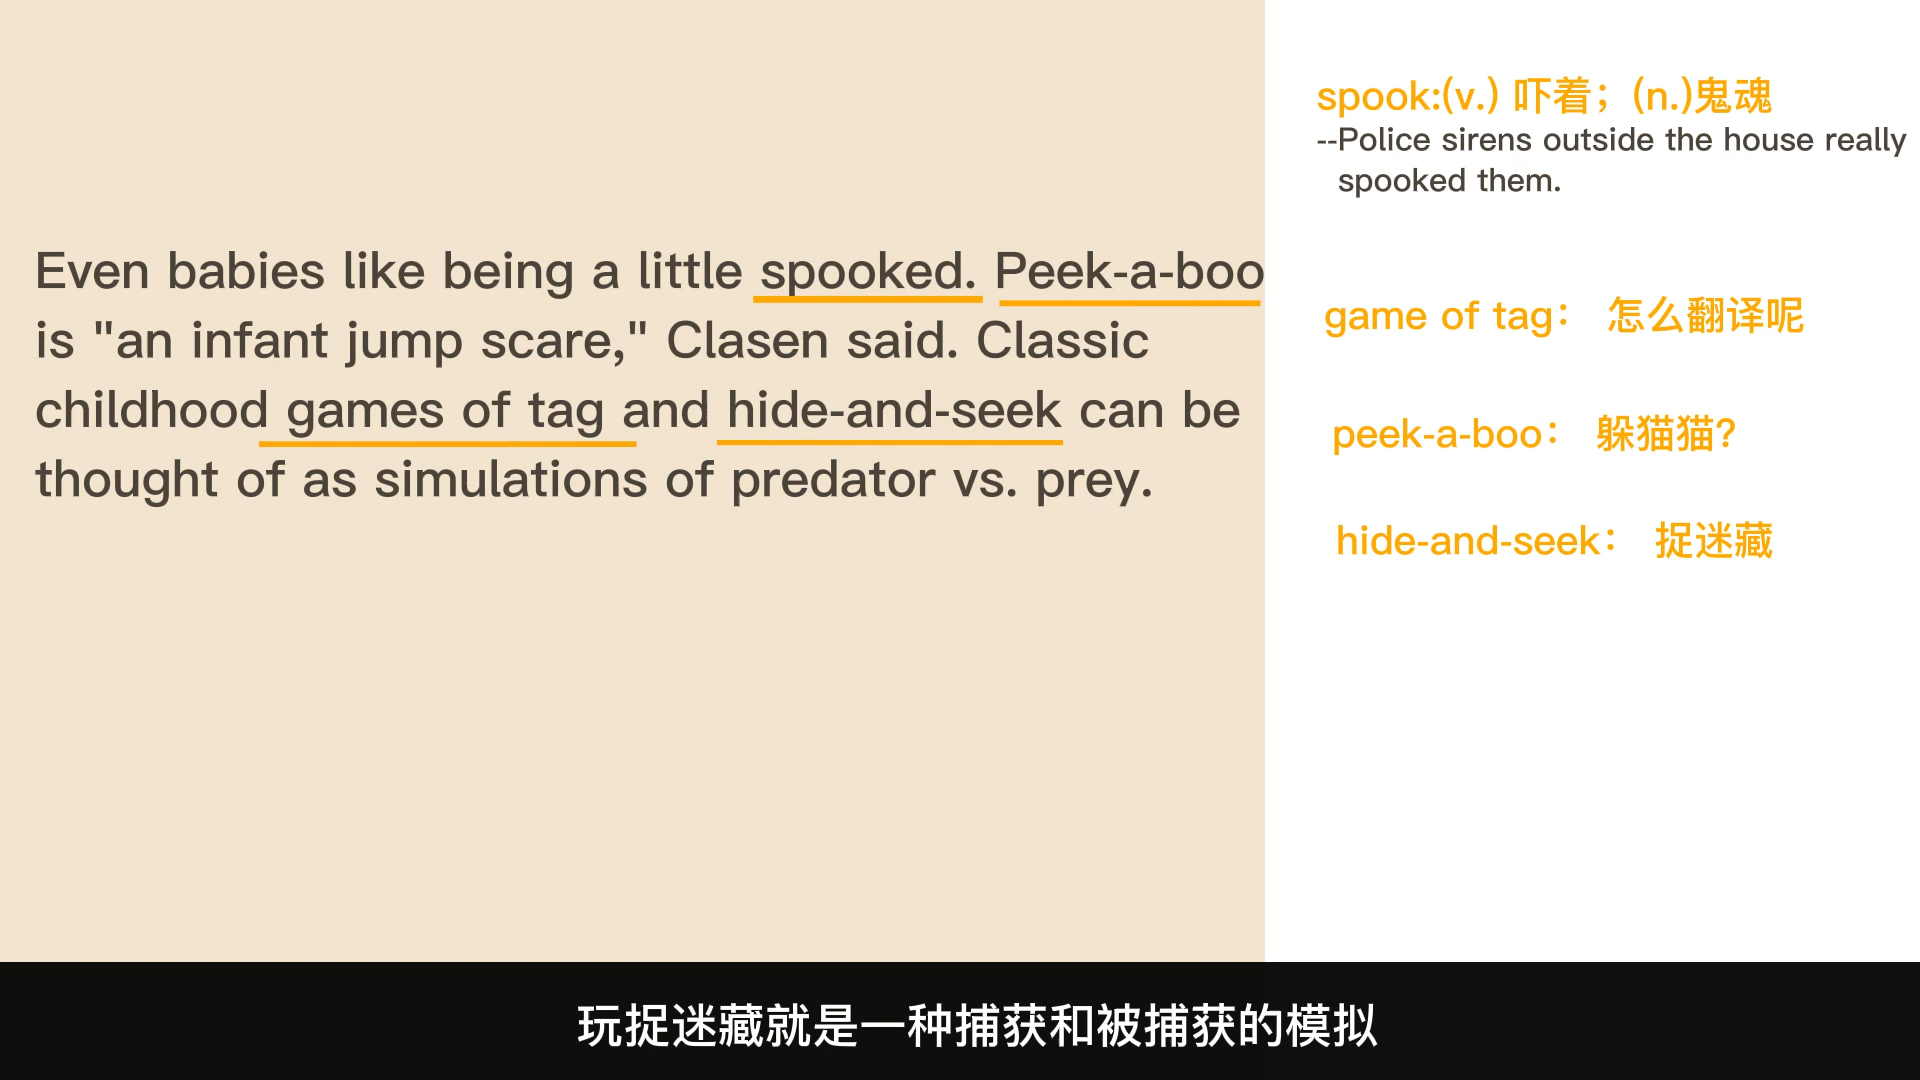 Even babies like being a little spooked. Peek-a-boo
is "an infant jump scare," Clasen said. Classic
childhood games of tag and hide-and-seek can be
thought of as simulations of predator vs. prey.
spook:(v.) 吓着；(n.)鬼魂
--Police sirens outside the house really
spooked them.
game of tag： 怎么翻译呢
peek-a-boo： 躲猫猫?
hide-and-seek： 捉迷藏
玩捉迷藏就是一种捕获和被捕获的模拟